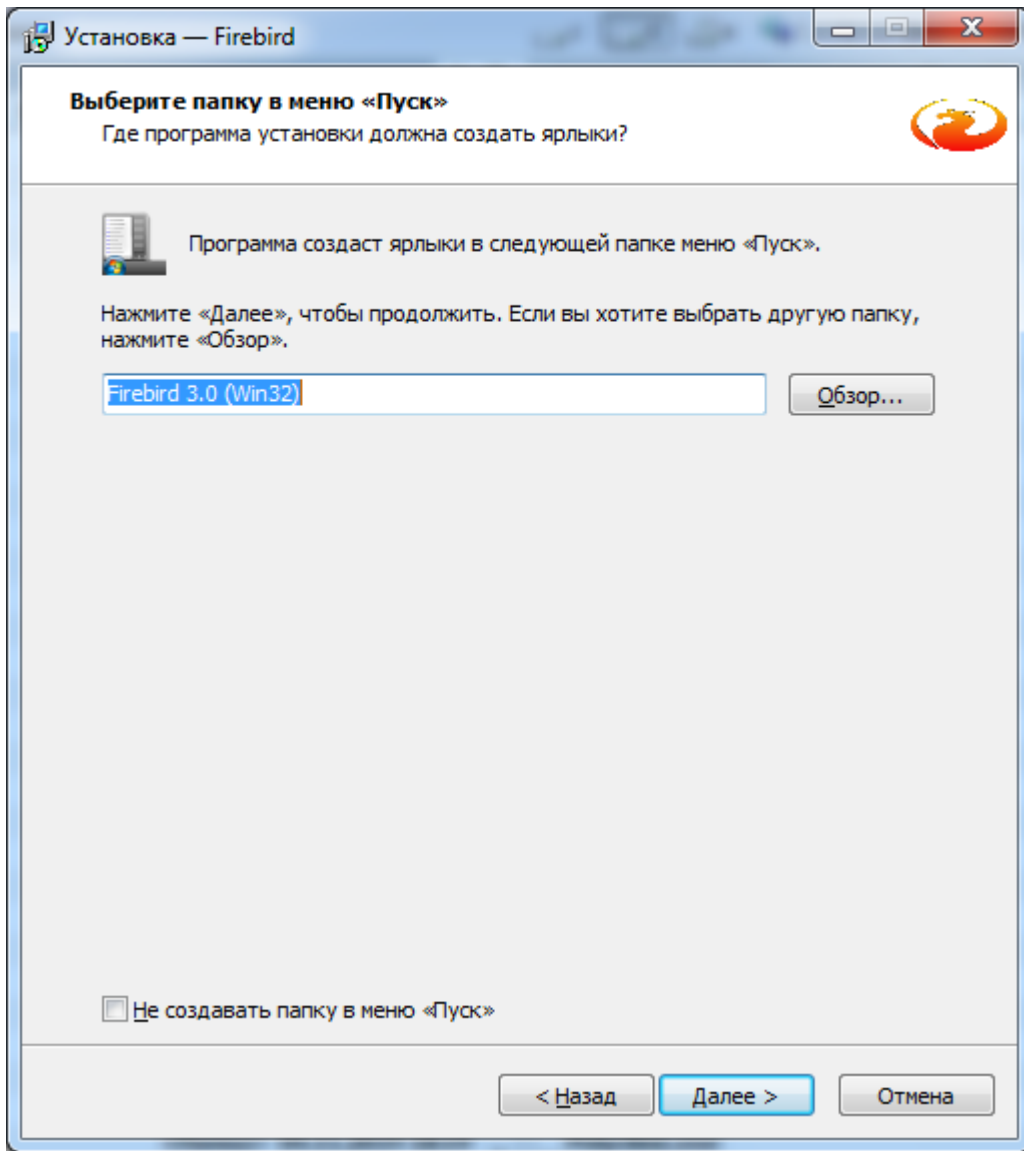 Установка — Firebird
Выберите папку в меню «Пуск»
Где программа установки должна создать ярлыки?
Программа создаст ярлыки в следующей папке меню «Пуск».
Нажмите «Далее», чтобы продолжить. Если вы хотите выбрать другую папку,
нажмите «Обзор».
Firebird 3.0 (Win32)
Обзор...
Не создавать папку в меню «Пуск»
< Назад
Далее >
Отмена